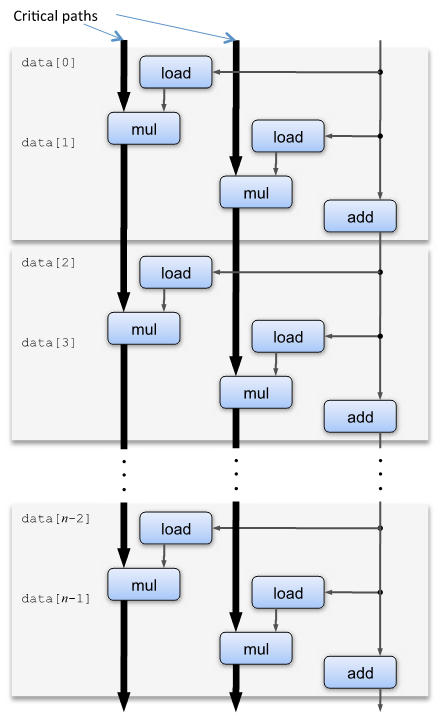 Critical paths
data[0]
load
mul
data[1]
load
mul
add
data[2]
load
mul
data[3]
load
mul
add
data[n-2]
load
mul
data[n-1]
load
mul
add